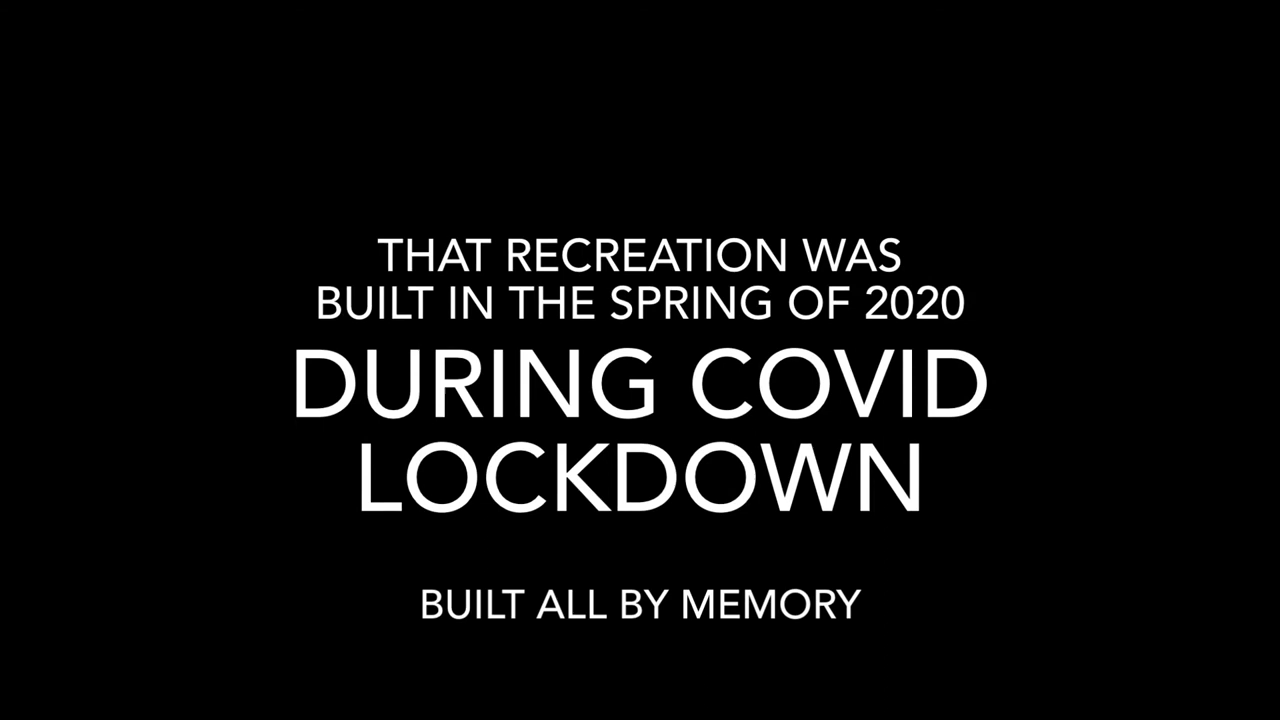 THAT RECREATION WAS
BUILT IN THE SPRING OF 2020
DURING COVID
LOCKDOWN
BUILT ALL BY MEMORY